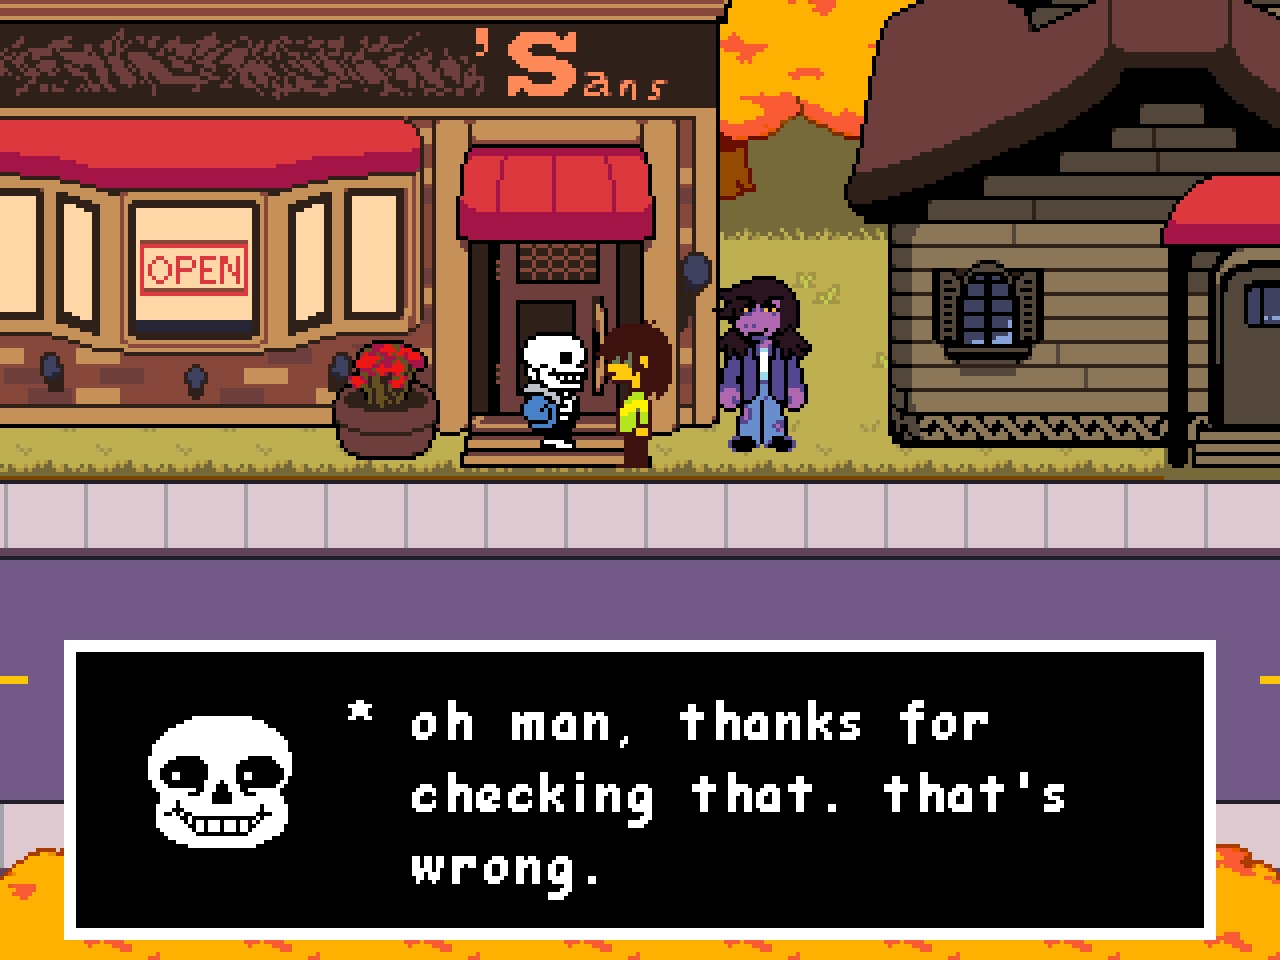 'Sans
OPEN
* oh man, thanks for
checking that. that's
wrong.